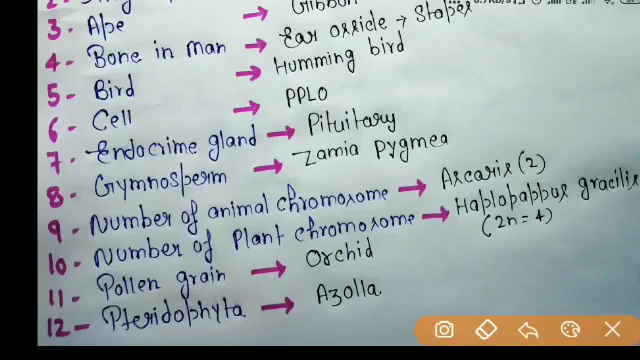 3. Ape → Gibbon
4. Bone in man → Ear ossicle → Stapes
5. Bird → Humming bird
6. Cell → PPLO
7. Endocrime gland → Pituitary
8. Gymnosperm → Zamia pygmea
9. Number of animal chromosome → Ascaris (2)
10. Number of Plant chromosome → Haplopappus gracilis
(2n = 4)
11. Pollen grain → Orchid
12. Pteridophyta → Azolla